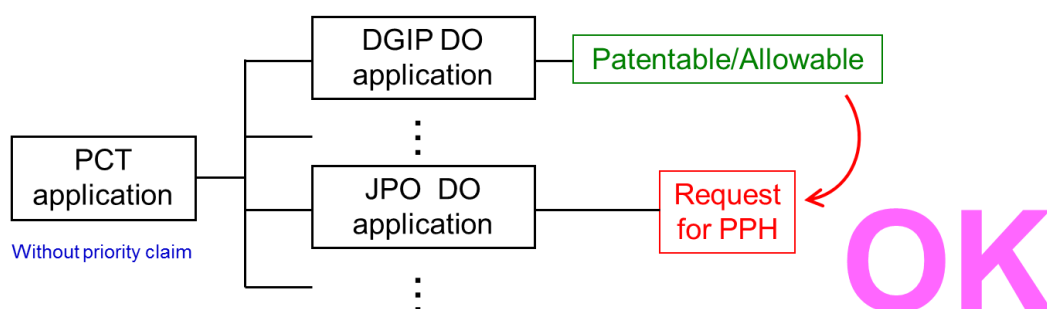 DGIP DO
application
Patentable/Allowable
PCT
application
Without priority claim
JPO DO
application
Request
for PPH
OK